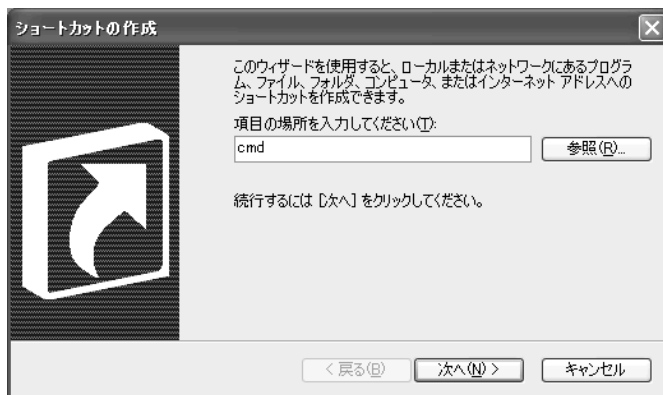 ショートカットの作成
このウィザードを使用すると、ローカルまたはネットワークにあるプログラ
ム、ファイル、フォルダ、コンピュータ、またはインターネット アドレスへの
ショートカットを作成できます。
項目の場所を入力してください(T):
cmd
参照(R)...
続行するには [次へ] をクリックしてください。
< 戻る(B)
次へ(N) >
キャンセル